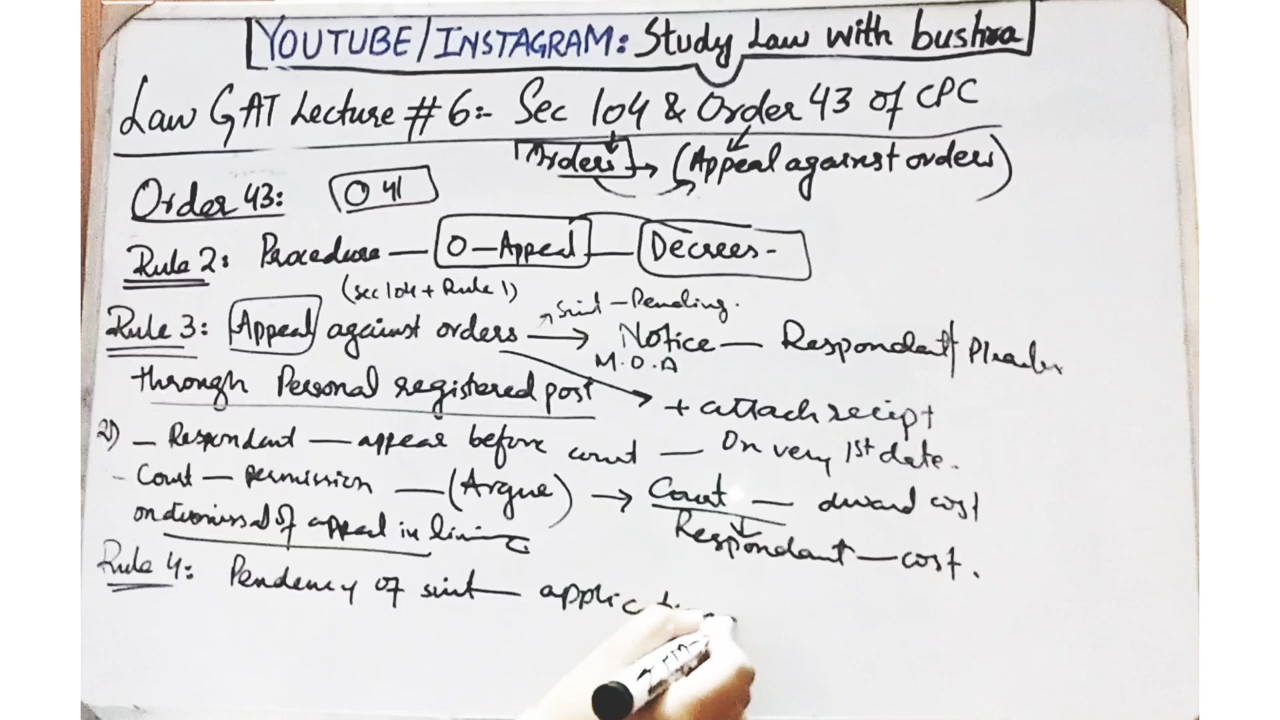 YOUTUBE/INSTAGRAM: Study Law with bushra
Law GAT Lecture # 6:- Sec 104 & Order 43 of CPC
Orders → (Appeal against orders)
Order 43: O 41
Rule 2: Procedure — O—Appeal — Decrees -
(sec 104 + Rule 1)
suit - Pending.
Rule 3: Appeal against orders → Notice — Respondent/ Pleader
M.O.A
through Personal registered post
+ attach recipt
2) - Respondent — appear before court — On very 1st date.
- Court — permission — (Argue) → Court — award cost
on dismissal of appeal in
Respondant — cost.
Rule 4: Pendency of suit — applic